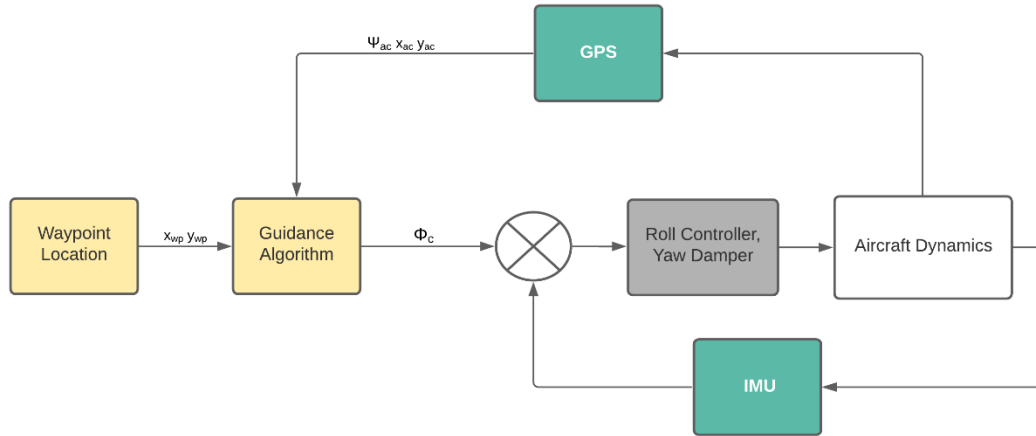 Ψac xac yac
GPS
Waypoint
Location
xwp ywp
Guidance
Algorithm
Φc
Roll Controller,
Yaw Damper
Aircraft Dynamics
IMU